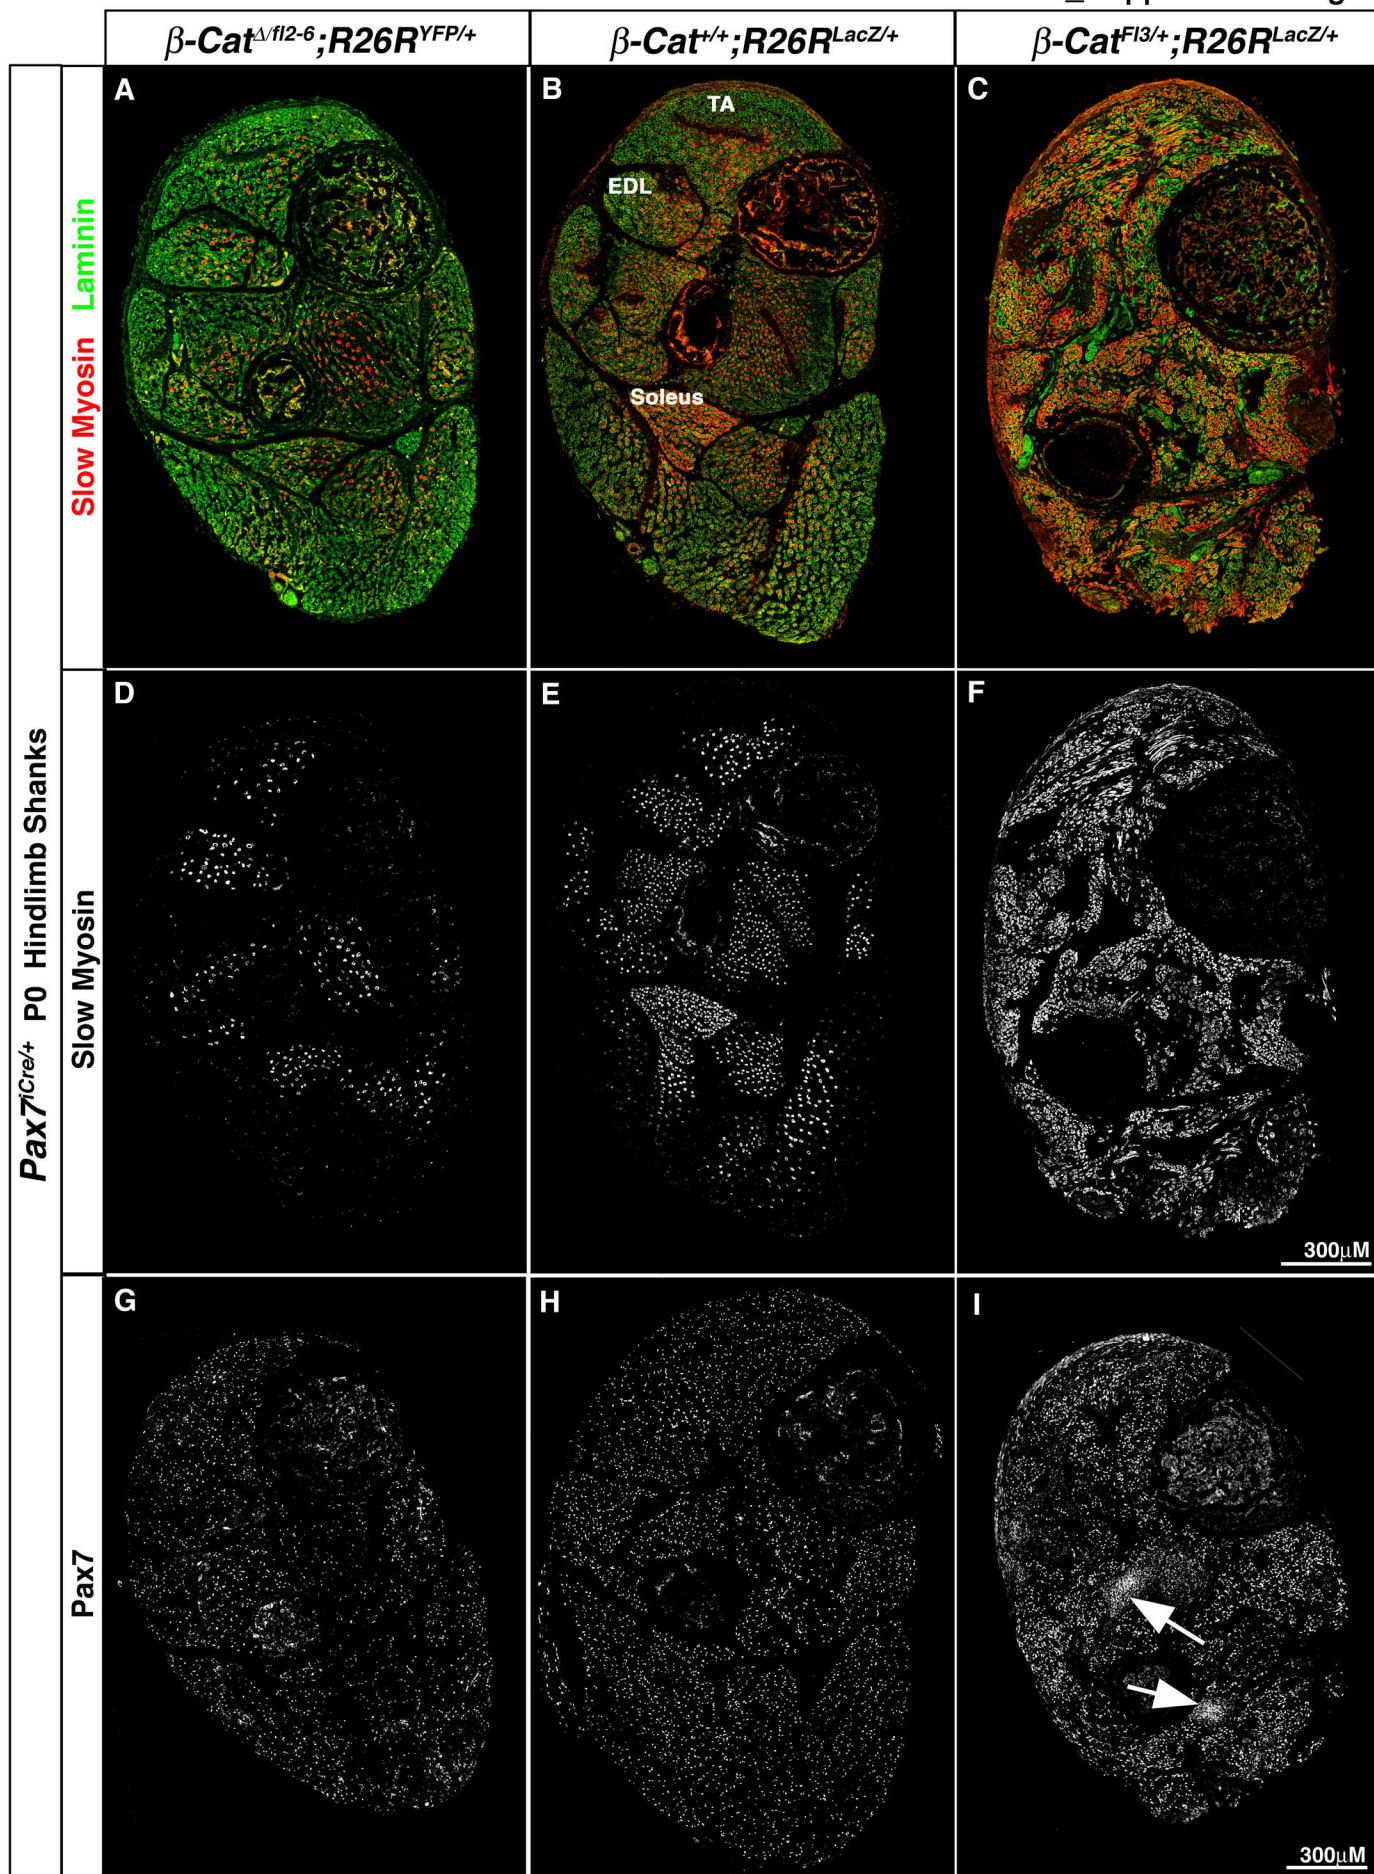 β-Cat^Δ/fl2-6;R26R^YFP/+
β-Cat^+/+;R26R^LacZ/+
β-Cat^Fl3/+;R26R^LacZ/+
Pax7^iCre/+ P0 Hindlimb Shanks
Slow Myosin Laminin
A
B
TA
EDL
Soleus
C
Slow Myosin
D
E
F
300μM
Pax7
G
H
I
300μM